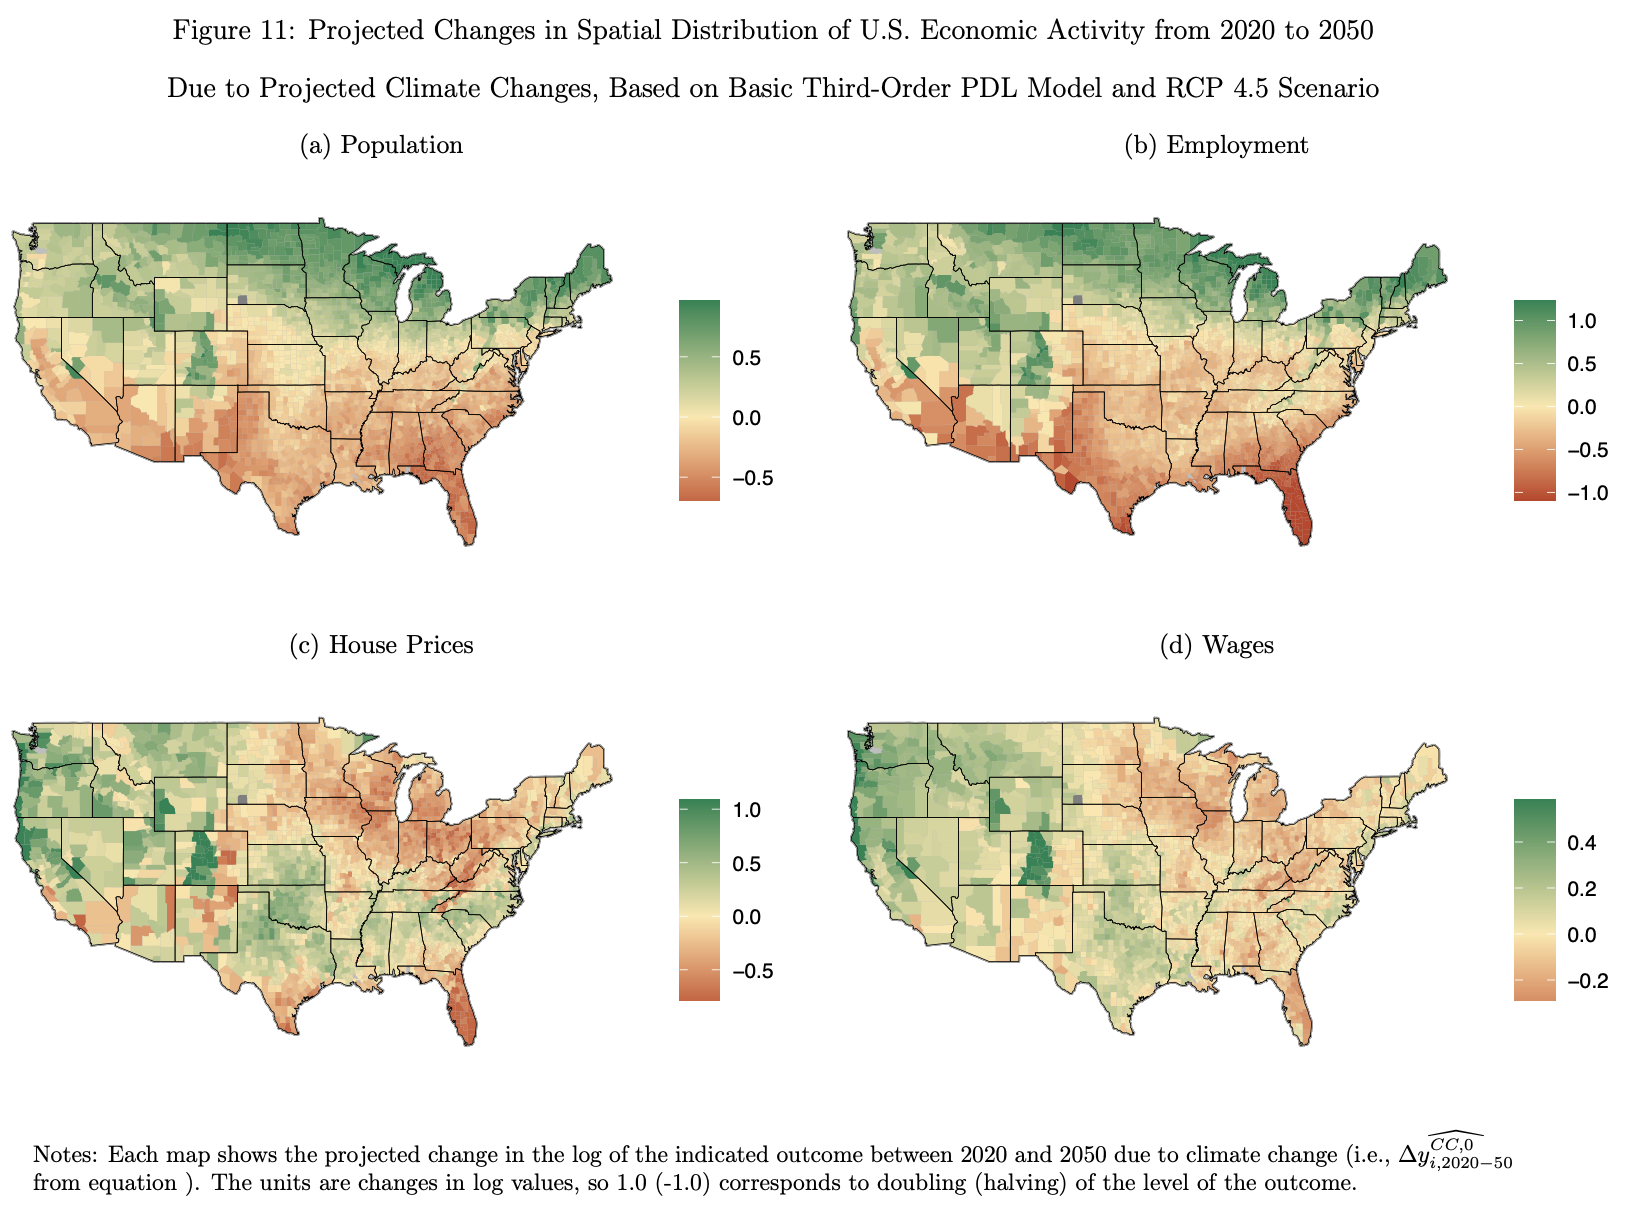 Figure 11: Projected Changes in Spatial Distribution of U.S. Economic Activity from 2020 to 2050
Due to Projected Climate Changes, Based on Basic Third-Order PDL Model and RCP 4.5 Scenario
(a) Population
0.5
0.0
−0.5
(b) Employment
1.0
0.5
0.0
−0.5
−1.0
(c) House Prices
1.0
0.5
0.0
−0.5
(d) Wages
0.4
0.2
0.0
−0.2
Notes: Each map shows the projected change in the log of the indicated outcome between 2020 and 2050 due to climate change (i.e., $\Delta y_{i,2020-50}^{\widehat{CC,0}}$
from equation ). The units are changes in log values, so 1.0 (-1.0) corresponds to doubling (halving) of the level of the outcome.